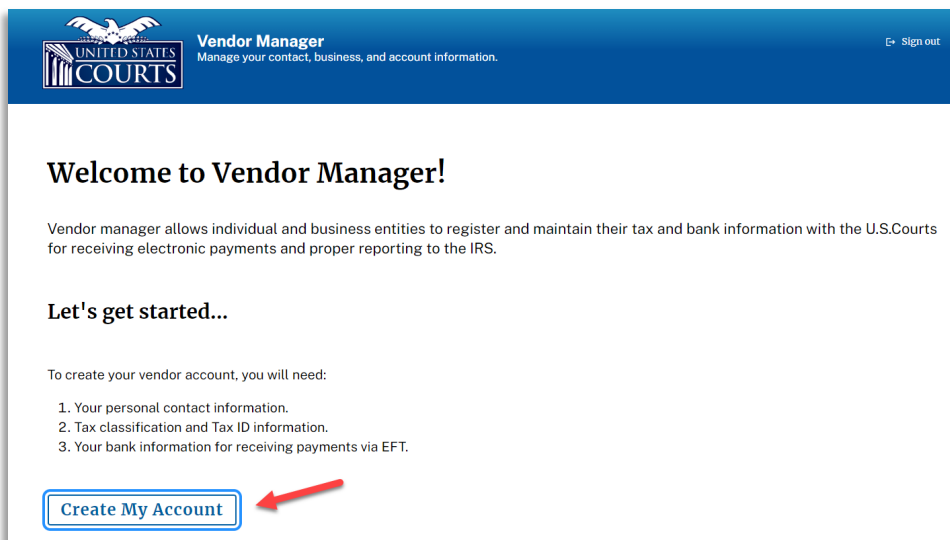 UNITED STATES
COURTS
Vendor Manager
Manage your contact, business, and account information.
Sign out
Welcome to Vendor Manager!
Vendor manager allows individual and business entities to register and maintain their tax and bank information with the U.S.Courts
for receiving electronic payments and proper reporting to the IRS.
Let's get started...
To create your vendor account, you will need:
1. Your personal contact information.
2. Tax classification and Tax ID information.
3. Your bank information for receiving payments via EFT.
Create My Account